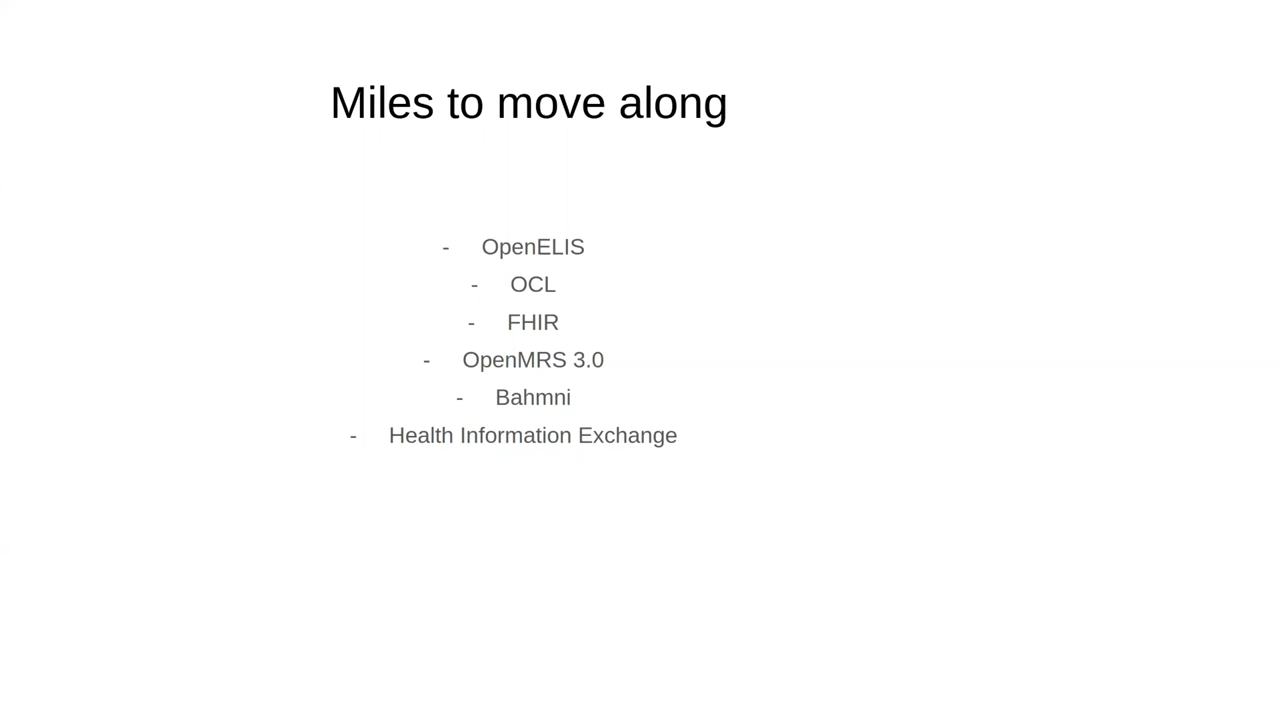 Miles to move along
- OpenELIS
- OCL
- FHIR
- OpenMRS 3.0
- Bahmni
- Health Information Exchange